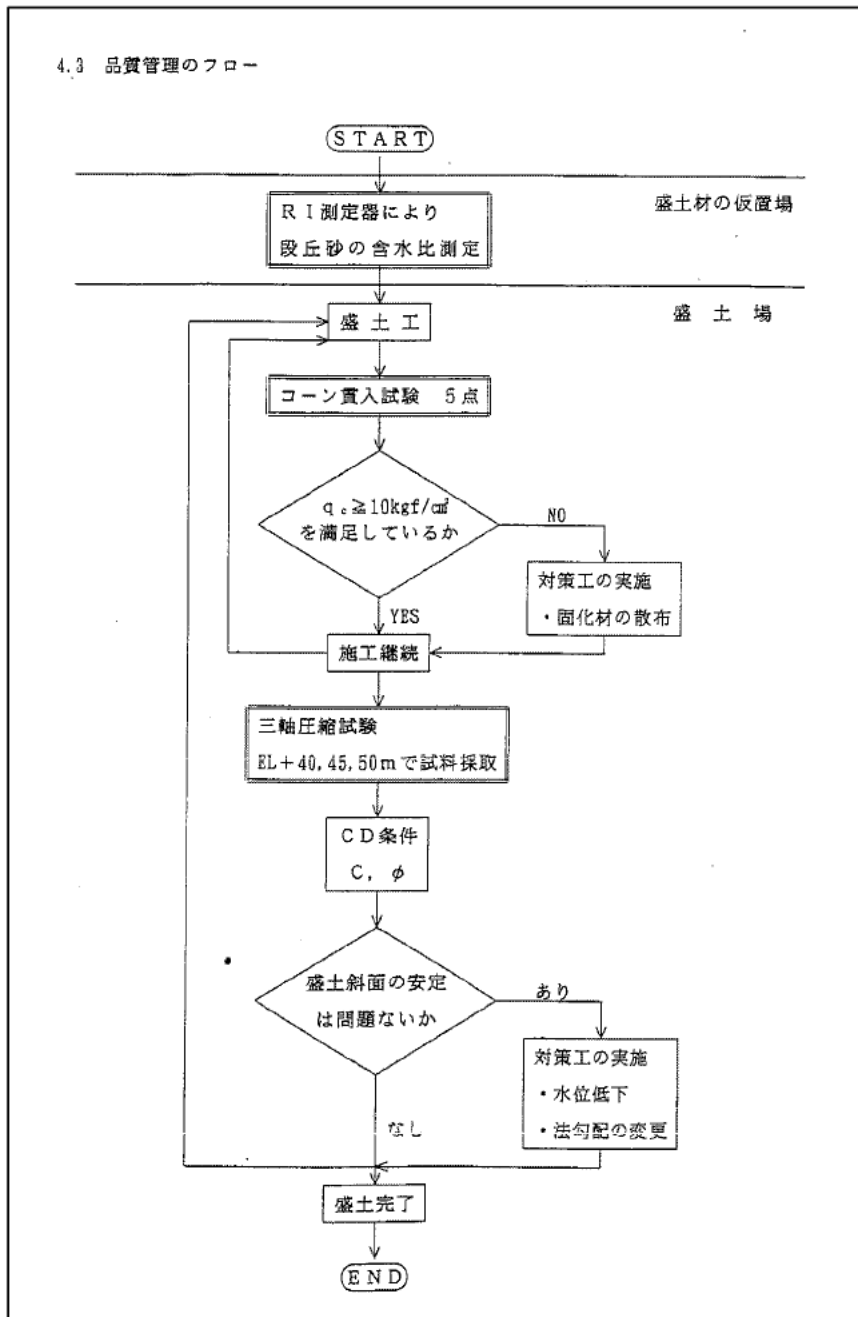 4.3 品質管理のフロー
START
盛土材の仮置場
RI測定器により
段丘砂の含水比測定
盛土場
盛土工
コーン貫入試験 5点
qc≧10kgf/c㎡
を満足しているか
NO
対策工の実施
・固化材の散布
YES
施工継続
三軸圧縮試験
EL+40,45,50mで試料採取
CD条件
C, φ
盛土斜面の安定
は問題ないか
あり
対策工の実施
・水位低下
・法勾配の変更
なし
盛土完了
END